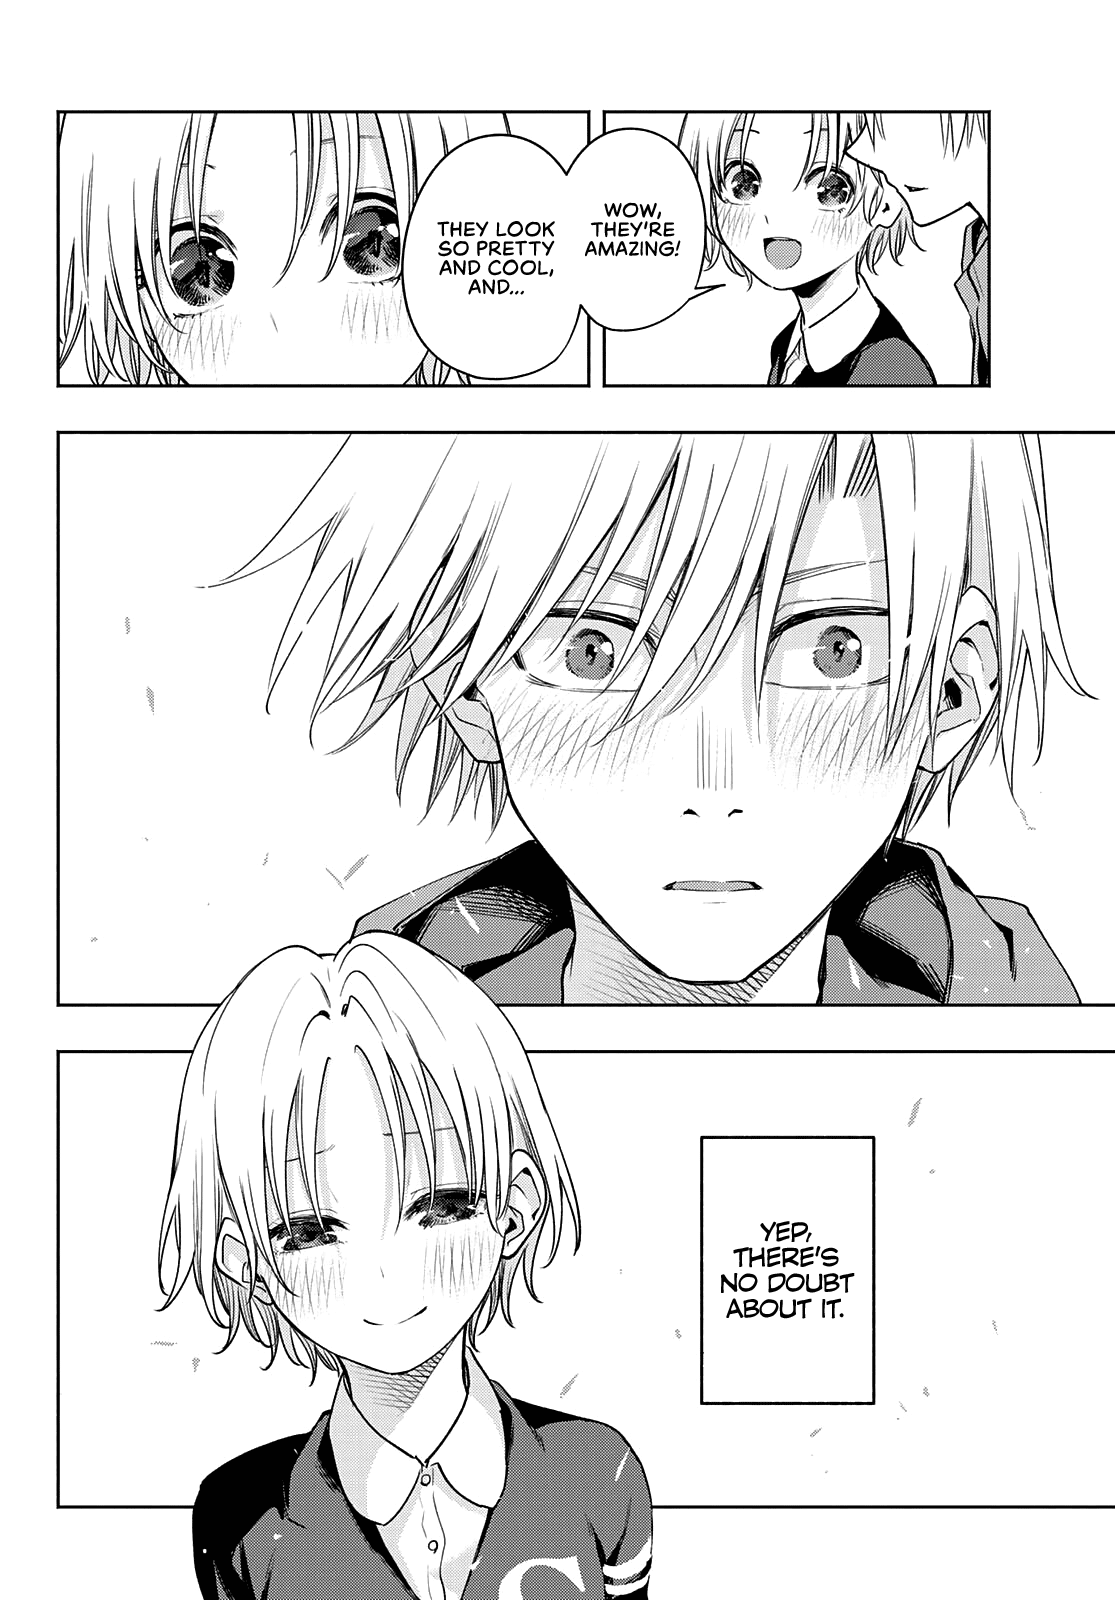 WOW,
THEY'RE
AMAZING!
THEY LOOK
SO PRETTY
AND COOL,
AND...
YEP,
THERE'S
NO DOUBT
ABOUT IT.